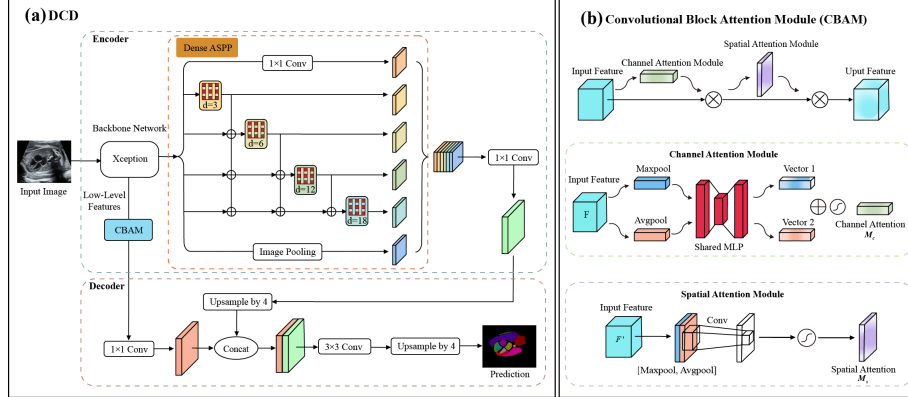 (a) DCD
Encoder
Dense ASPP
1×1 Conv
d=3
d=6
d=12
d=18
Image Pooling
Backbone Network
Xception
Input Image
Low-Level
Features
CBAM
1×1 Conv
Decoder
Upsample by 4
1×1 Conv
Concat
3×3 Conv
Upsample by 4
Prediction
(b) Convolutional Block Attention Module (CBAM)
Spatial Attention Module
Channel Attention Module
Input Feature
Uput Feature
Channel Attention Module
Input Feature
F
Maxpool
Avgpool
Shared MLP
Vector 1
Vector 2
Channel Attention
Mc
Spatial Attention Module
Input Feature
F'
Conv
[Maxpool, Avgpool]
Spatial Attention
Ms